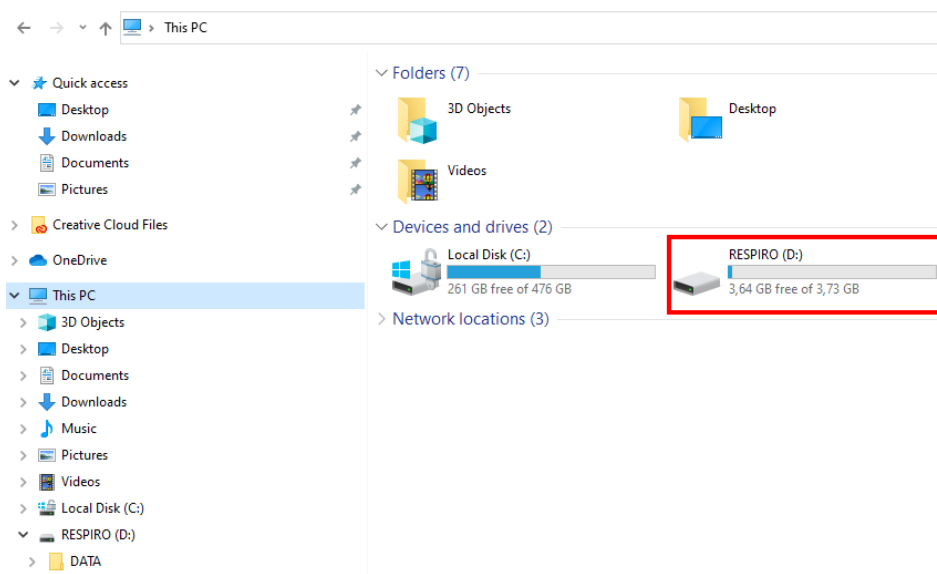 This PC
Quick access
Desktop
Downloads
Documents
Pictures
Creative Cloud Files
OneDrive
This PC
3D Objects
Desktop
Documents
Downloads
Music
Pictures
Videos
Local Disk (C:)
RESPIRO (D:)
DATA
Folders (7)
3D Objects
Desktop
Videos
Devices and drives (2)
Local Disk (C:)
261 GB free of 476 GB
RESPIRO (D:)
3,64 GB free of 3,73 GB
Network locations (3)